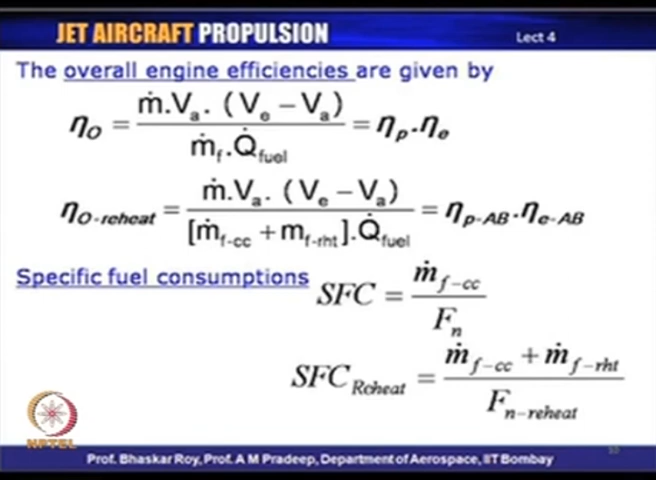 JET AIRCRAFT PROPULSION Lect 4
The overall engine efficiencies are given by
η_O = ṁ.V_a. (V_e − V_a) / ṁ_f.Q̇_fuel = η_p.η_e
η_O-reheat = ṁ.V_a. (V_e − V_a) / [ṁ_f-cc + m_f-rht].Q̇_fuel = η_p-AB.η_e-AB
Specific fuel consumptions SFC = ṁ_f-cc / F_n
SFC_Reheat = ṁ_f-cc + ṁ_f-rht / F_n-reheat
NPTEL
Prof. Bhaskar Roy, Prof. A M Pradeep, Department of Aerospace, IIT Bombay